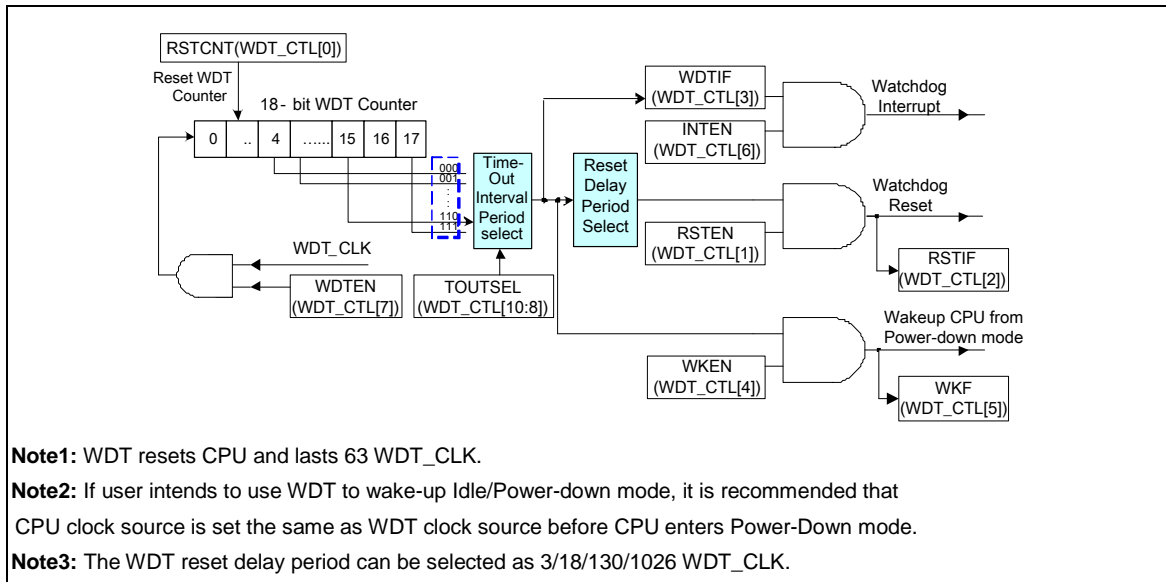 RSTCNT(WDT_CTL[0])
Reset WDT
Counter
18- bit WDT Counter
0 .. 4 ...... 15 16 17
000
001
:
:
110
111
Time-
Out
Interval
Period
select
Reset
Delay
Period
Select
WDT_CLK
WDTEN
(WDT_CTL[7])
TOUTSEL
(WDT_CTL[10:8])
WDTIF
(WDT_CTL[3])
INTEN
(WDT_CTL[6])
Watchdog
Interrupt
RSTEN
(WDT_CTL[1])
Watchdog
Reset
RSTIF
(WDT_CTL[2])
WKEN
(WDT_CTL[4])
Wakeup CPU from
Power-down mode
WKF
(WDT_CTL[5])
Note1: WDT resets CPU and lasts 63 WDT_CLK.
Note2: If user intends to use WDT to wake-up Idle/Power-down mode, it is recommended that
CPU clock source is set the same as WDT clock source before CPU enters Power-Down mode.
Note3: The WDT reset delay period can be selected as 3/18/130/1026 WDT_CLK.